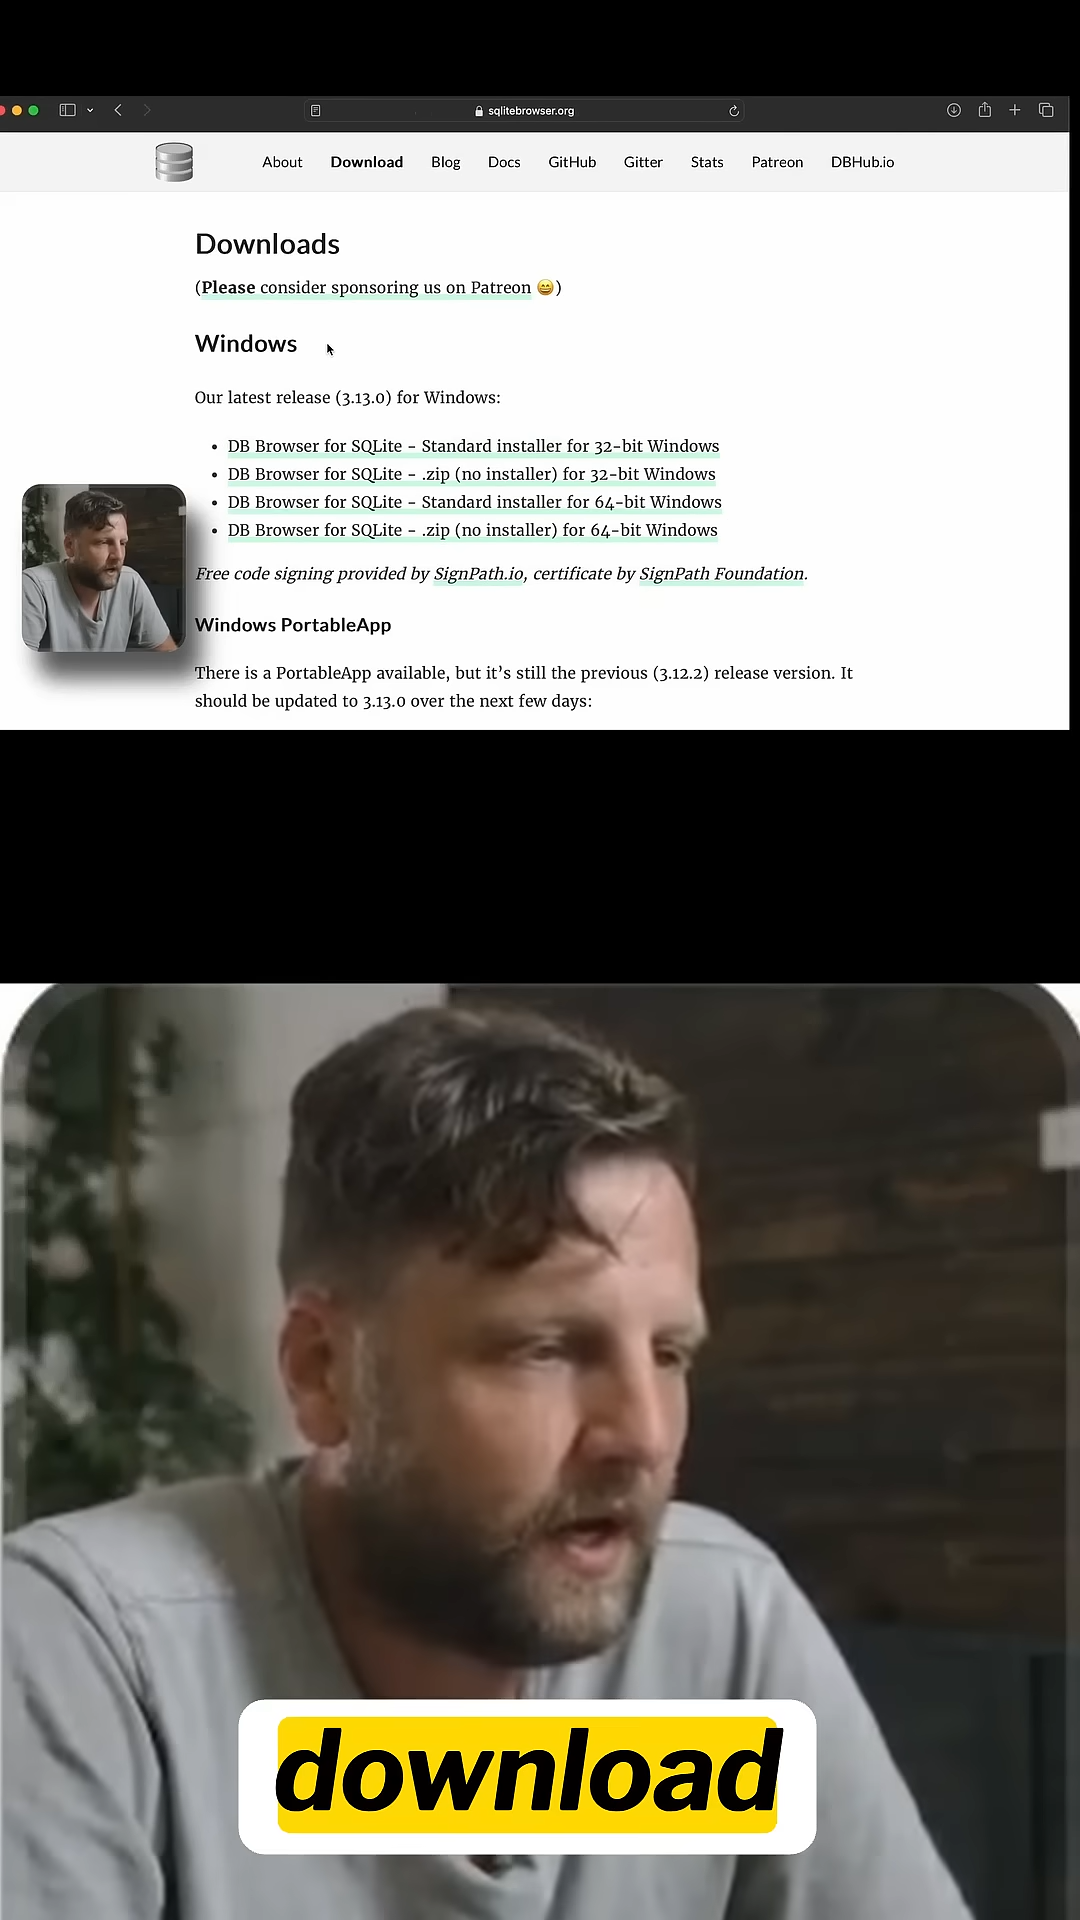 sqlitebrowser.org
About Download Blog Docs GitHub Gitter Stats Patreon DBHub.io
Downloads
(Please consider sponsoring us on Patreon 😄)
Windows
Our latest release (3.13.0) for Windows:
• DB Browser for SQLite - Standard installer for 32-bit Windows
• DB Browser for SQLite - .zip (no installer) for 32-bit Windows
• DB Browser for SQLite - Standard installer for 64-bit Windows
• DB Browser for SQLite - .zip (no installer) for 64-bit Windows
Free code signing provided by SignPath.io, certificate by SignPath Foundation.
Windows PortableApp
There is a PortableApp available, but it’s still the previous (3.12.2) release version. It
should be updated to 3.13.0 over the next few days:
download